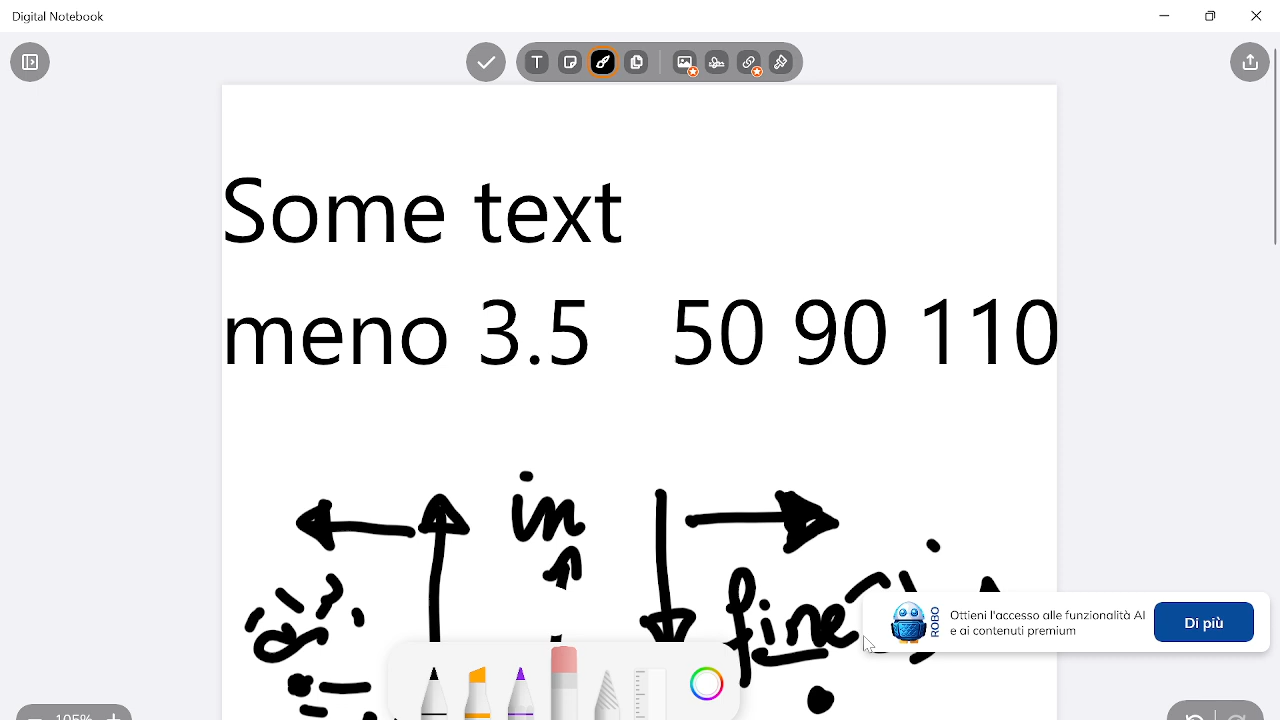 Digital Notebook
Some text
meno 3.5   50 90 110
in
fine
Ottieni l'accesso alle funzionalità AI
e ai contenuti premium
ROBO
Di più
105%